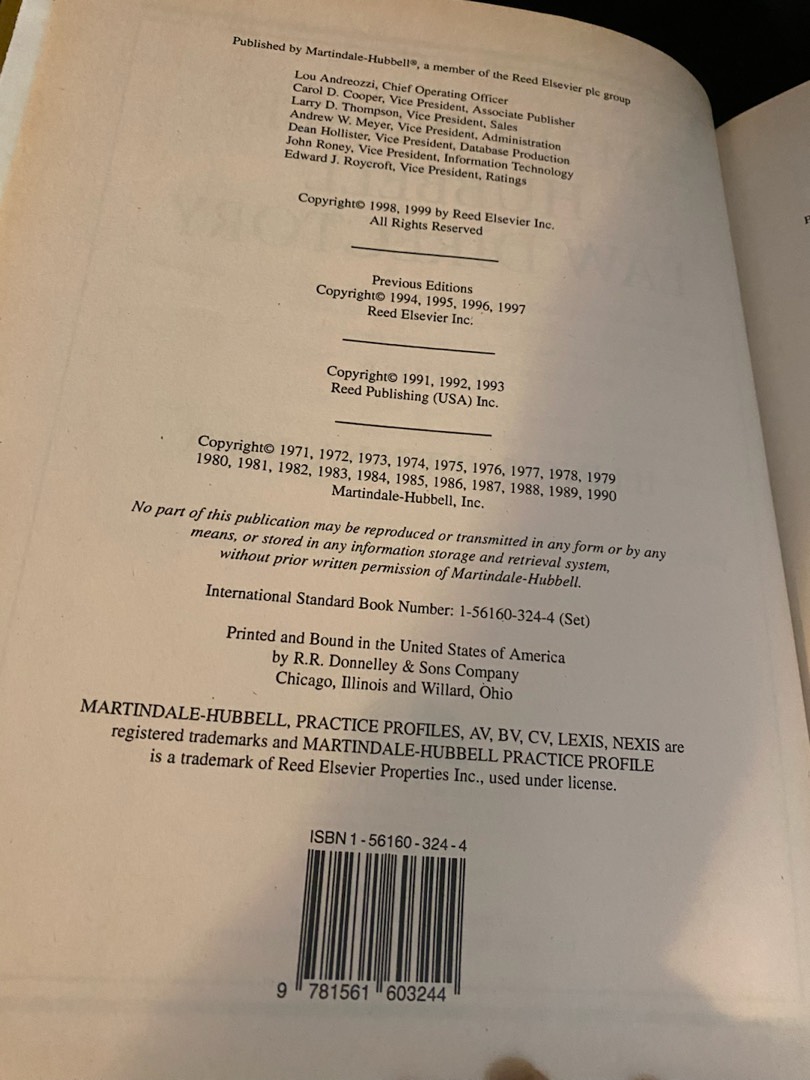 Published by Martindale-Hubbell®, a member of the Reed Elsevier plc group
Lou Andreozzi, Chief Operating Officer
Carol D. Cooper, Vice President, Associate Publisher
Larry D. Thompson, Vice President, Sales
Andrew W. Meyer, Vice President, Administration
Dean Hollister, Vice President, Database Production
John Roney, Vice President, Information Technology
Edward J. Roycroft, Vice President, Ratings
Copyright© 1998, 1999 by Reed Elsevier Inc.
All Rights Reserved
Previous Editions
Copyright© 1994, 1995, 1996, 1997
Reed Elsevier Inc.
Copyright© 1991, 1992, 1993
Reed Publishing (USA) Inc.
Copyright© 1971, 1972, 1973, 1974, 1975, 1976, 1977, 1978, 1979
1980, 1981, 1982, 1983, 1984, 1985, 1986, 1987, 1988, 1989, 1990
Martindale-Hubbell, Inc.
No part of this publication may be reproduced or transmitted in any form or by any
means, or stored in any information storage and retrieval system,
without prior written permission of Martindale-Hubbell.
International Standard Book Number: 1-56160-324-4 (Set)
Printed and Bound in the United States of America
by R.R. Donnelley & Sons Company
Chicago, Illinois and Willard, Ohio
MARTINDALE-HUBBELL, PRACTICE PROFILES, AV, BV, CV, LEXIS, NEXIS are
registered trademarks and MARTINDALE-HUBBELL PRACTICE PROFILE
is a trademark of Reed Elsevier Properties Inc., used under license.
ISBN 1-56160-324-4
9 781561 603244